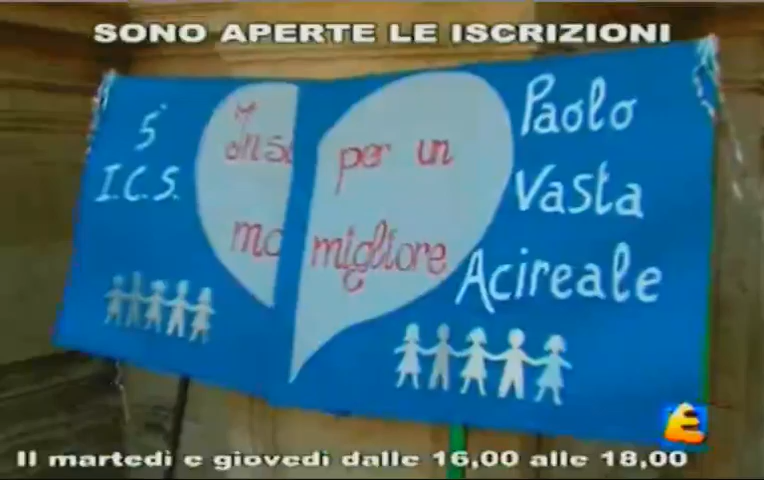 SONO APERTE LE ISCRIZIONI
5°
I.C.S.
per un
migliore
Paolo
Vasta
Acireale
Il martedì e giovedì dalle 16,00 alle 18,00